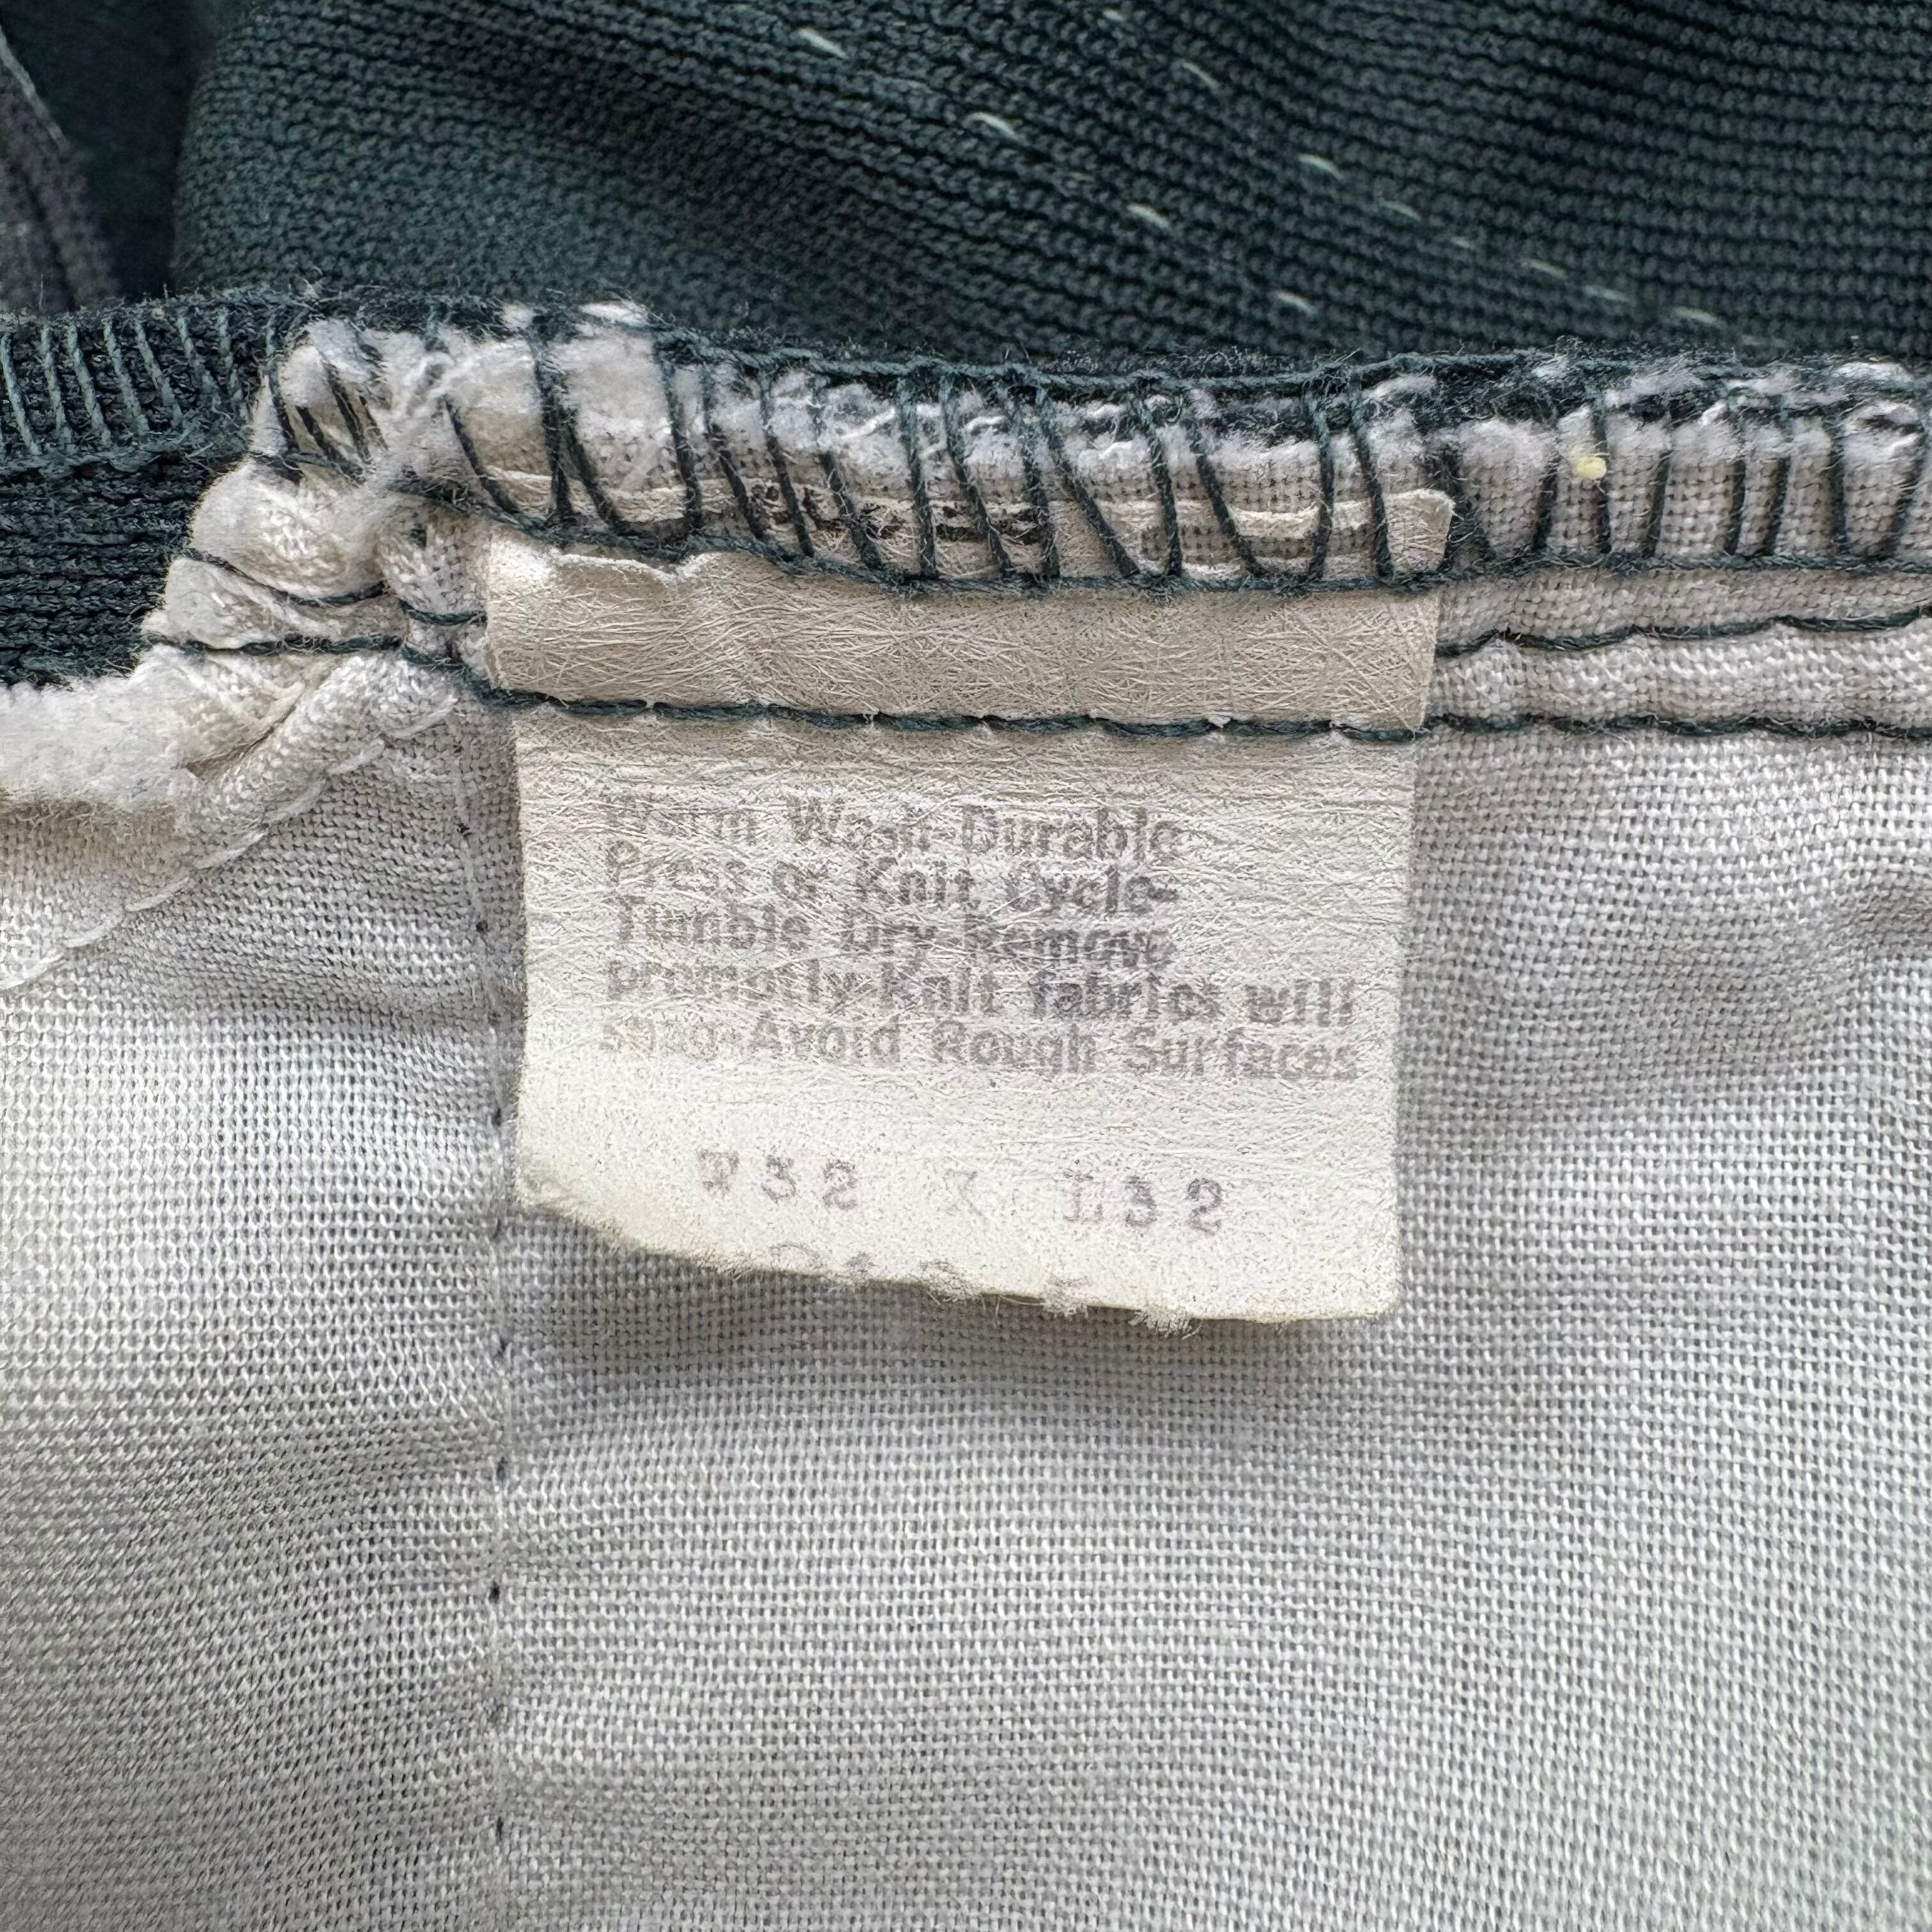 Warm Wash-Durable
Press or Knit Cycle-
Tumble Dry-Remove
promptly-Knit fabrics will
snag-Avoid Rough Surfaces
W32 X L32